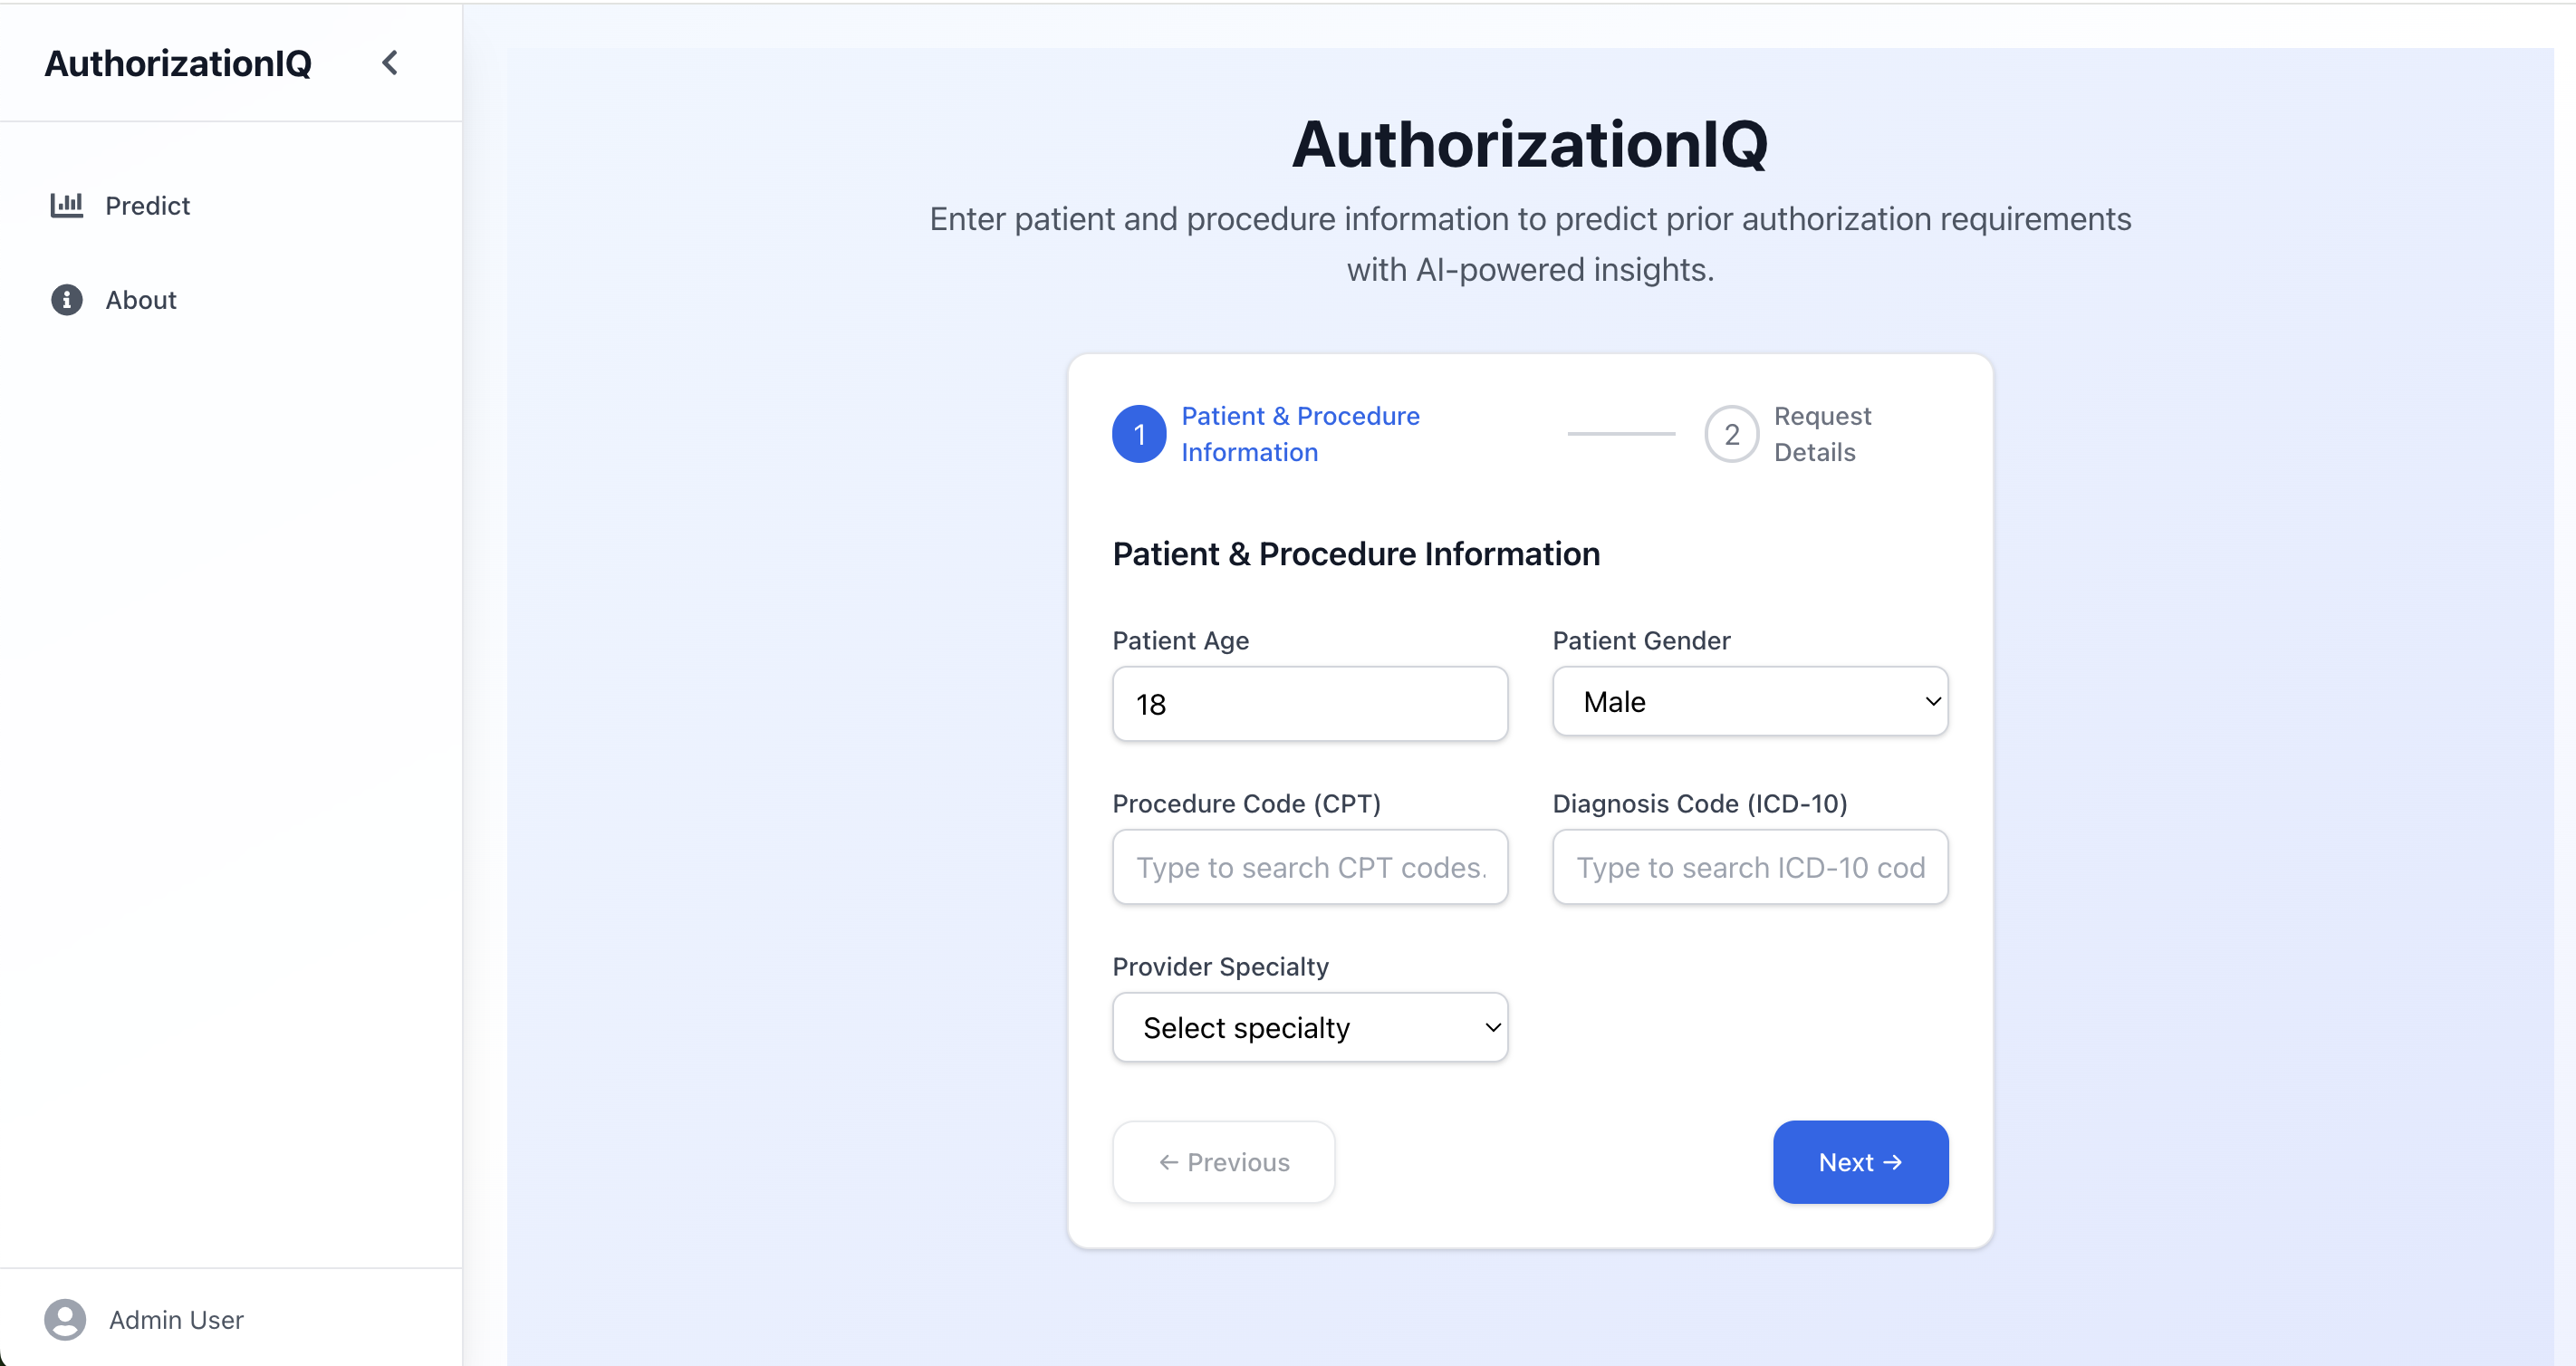 AuthorizationIQ
Predict
About
Admin User
AuthorizationIQ
Enter patient and procedure information to predict prior authorization requirements
with AI-powered insights.
1
Patient & Procedure
Information
2
Request
Details
Patient & Procedure Information
Patient Age
18
Patient Gender
Male
Procedure Code (CPT)
Type to search CPT codes.
Diagnosis Code (ICD-10)
Type to search ICD-10 cod
Provider Specialty
Select specialty
← Previous
Next →